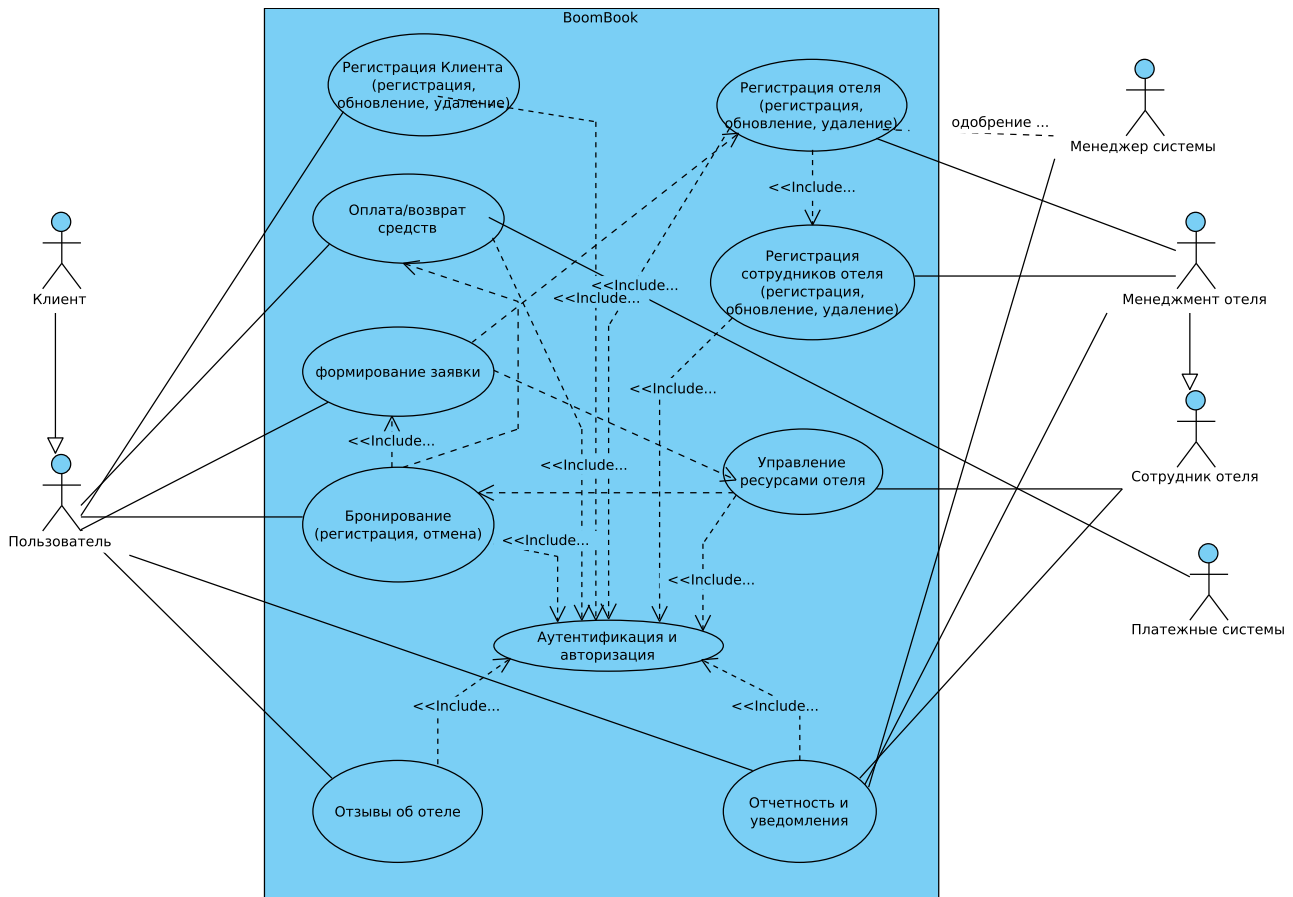 BoomBook
Регистрация Клиента
(регистрация,
обновление, удаление)
Регистрация отеля
(регистрация,
обновление, удаление)
одобрение ...
Менеджер системы
<<Include...
Оплата/возврат
средств
Регистрация
сотрудников отеля
(регистрация,
обновление, удаление)
Клиент
Менеджмент отеля
<<Include...
<<Include...
формирование заявки
<<Include...
<<Include...
<<Include...
Управление
ресурсами отеля
Сотрудник отеля
Бронирование
(регистрация, отмена)
Пользователь
<<Include...
<<Include...
Аутентификация и
авторизация
Платежные системы
<<Include...
<<Include...
Отзывы об отеле
Отчетность и
уведомления